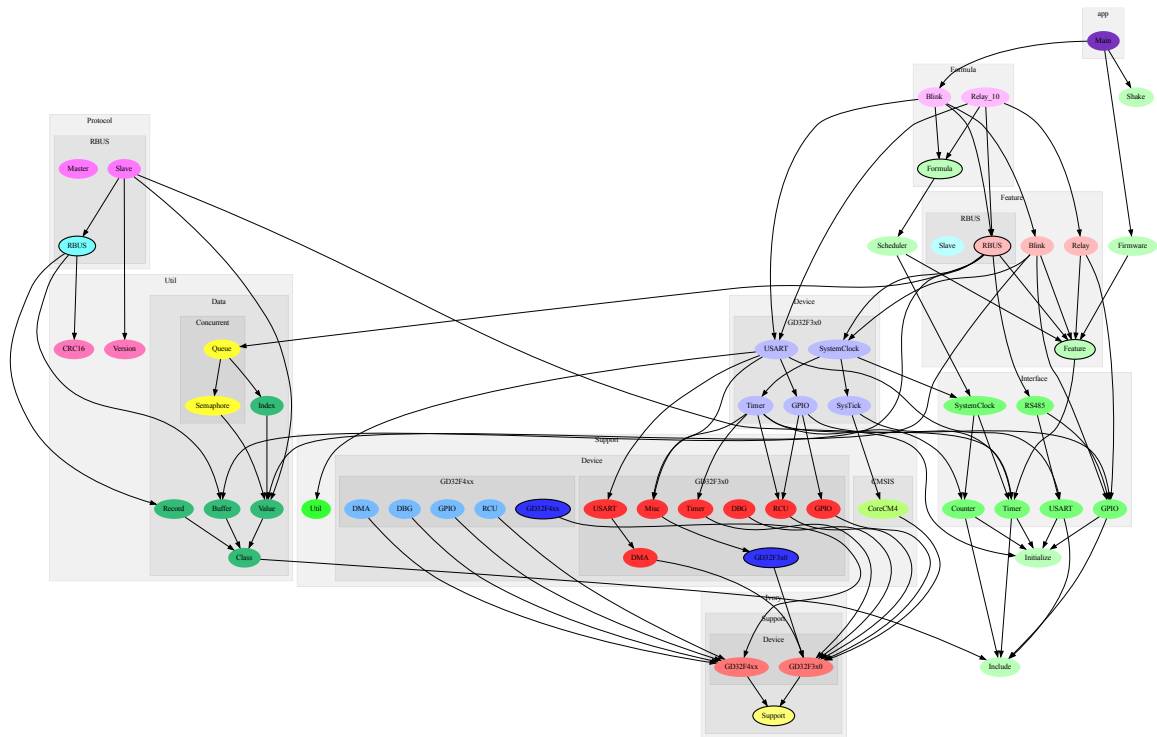 app
Main
Formula
Blink
Relay_10
Shake
Protocol
RBUS
Master
Slave
Formula
Feature
RBUS
RBUS
Scheduler
Slave
RBUS
Blink
Relay
Firmware
Util
Data
Device
Concurrent
GD32F3x0
CRC16
Version
Queue
USART
SystemClock
Feature
Interface
Semaphore
Index
Timer
GPIO
SysTick
SystemClock
RS485
Support
Device
GD32F4xx
GD32F3x0
CMSIS
Record
Buffer
Value
Util
DMA
DBG
GPIO
RCU
GD32F4xx
USART
Misc
Timer
DBG
RCU
GPIO
CoreCM4
Counter
Timer
USART
GPIO
Class
DMA
GD32F3x0
Initialize
Ivory
Support
Device
GD32F4xx
GD32F3x0
Include
Support